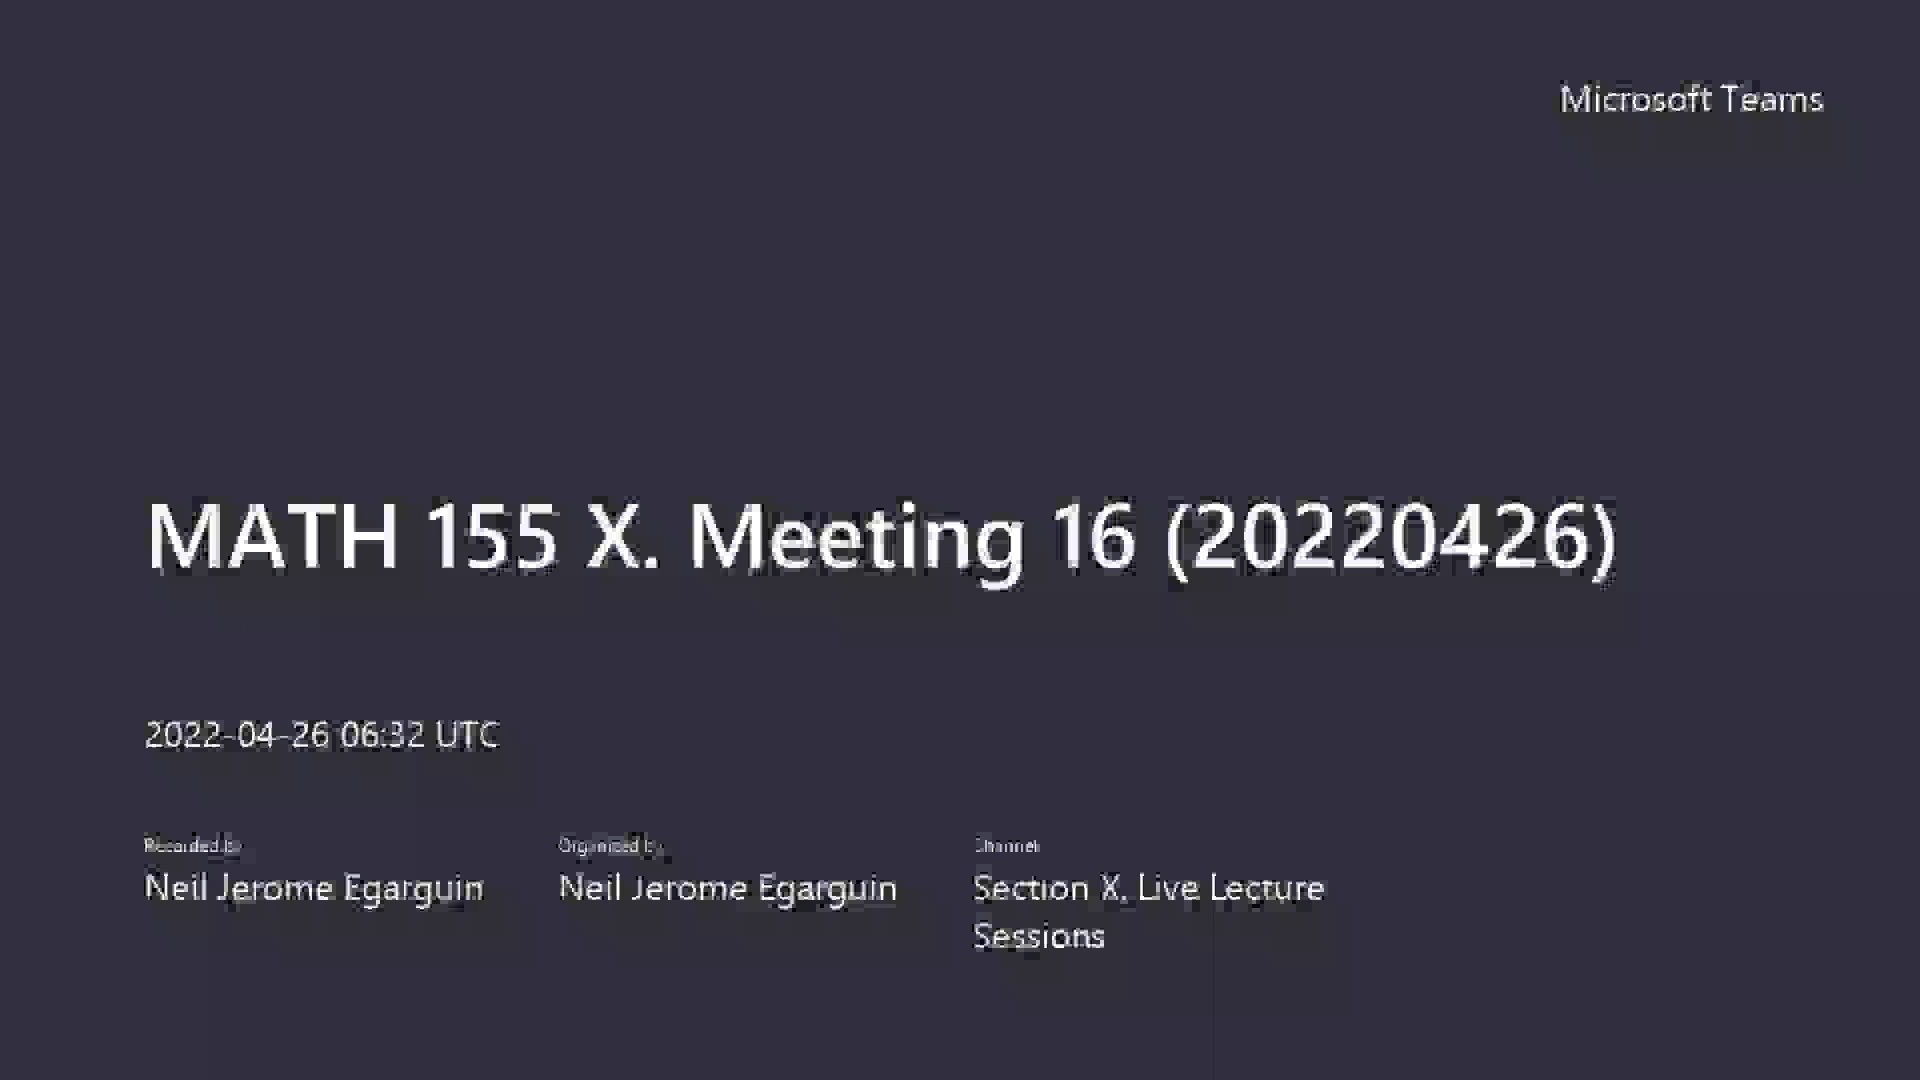 Microsoft Teams
MATH 155 X. Meeting 16 (20220426)
2022-04-26 06:32 UTC
Recorded by
Organized by
Channel
Neil Jerome Egarguin
Neil Jerome Egarguin
Section X, Live Lecture
Sessions